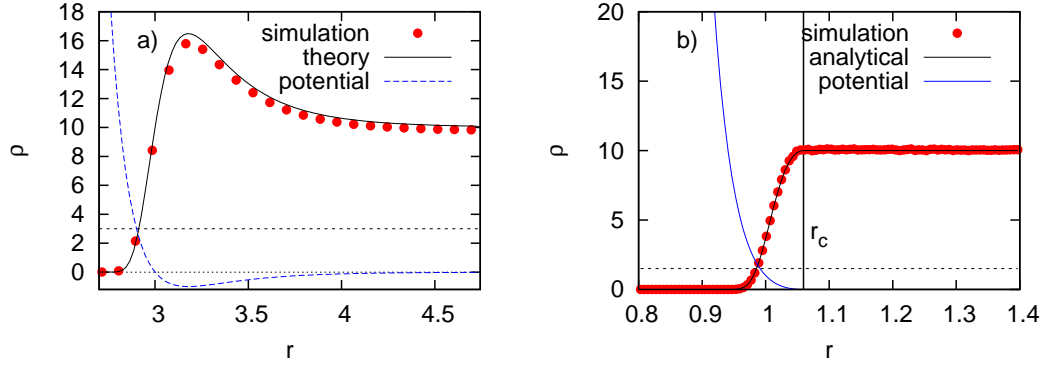 a)
simulation
theory
potential
18
16
14
12
10
8
6
4
2
0
ρ
3
3.5
4
4.5
r
b)
simulation
analytical
potential
20
15
10
5
0
ρ
r_c
0.8
0.9
1
1.1
1.2
1.3
1.4
r